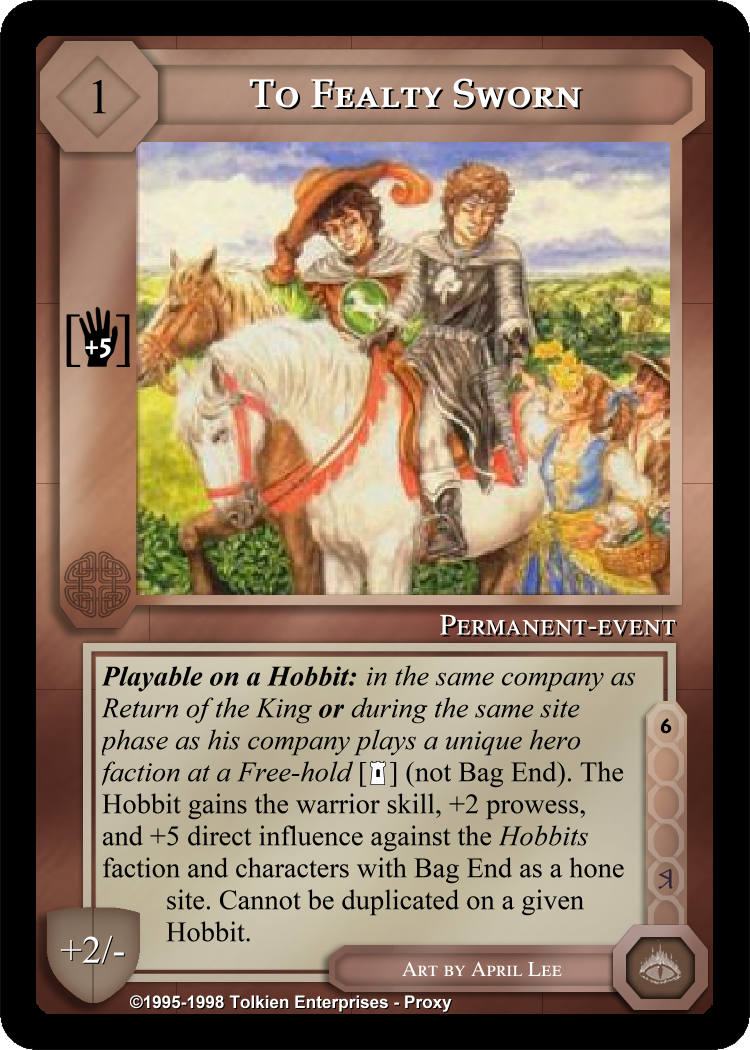 1
To Fealty Sworn
[+5]
Permanent-event
Playable on a Hobbit: in the same company as
Return of the King or during the same site
phase as his company plays a unique hero
faction at a Free-hold [ ] (not Bag End). The
Hobbit gains the warrior skill, +2 prowess,
and +5 direct influence against the Hobbits
faction and characters with Bag End as a hone
site. Cannot be duplicated on a given
Hobbit.
6
+2/-
Art by April Lee
©1995-1998 Tolkien Enterprises - Proxy